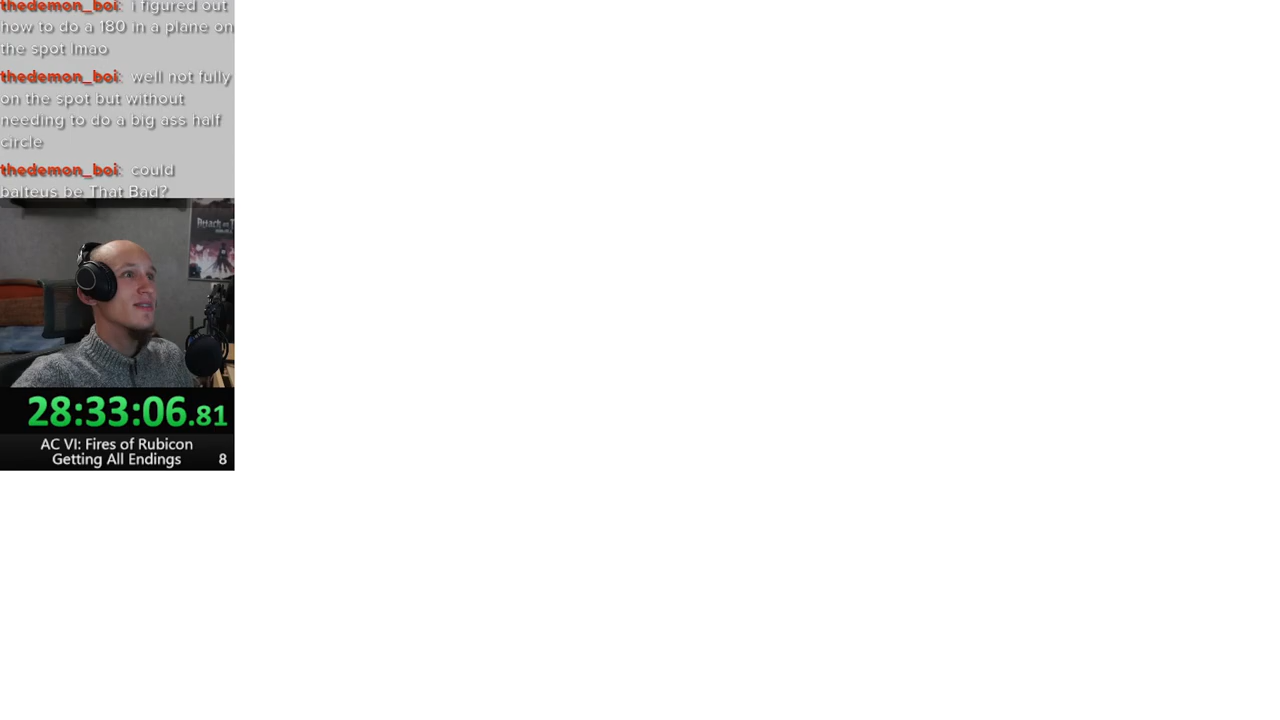 thedemon_boi: i figured out
how to do a 180 in a plane on
the spot lmao
thedemon_boi: well not fully
on the spot but without
needing to do a big ass half
circle
thedemon_boi: could
balteus be That Bad?
Attack on T
28:33:06.81
AC VI: Fires of Rubicon
Getting All Endings 8